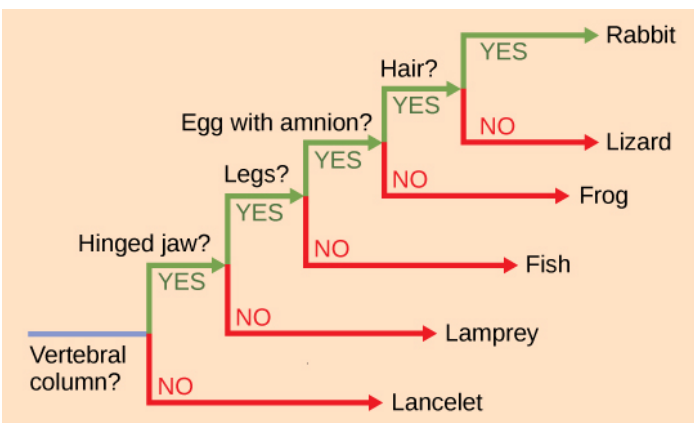 Rabbit
YES
Hair?
YES
NO
Lizard
Egg with amnion?
YES
NO
Frog
Legs?
YES
NO
Fish
Hinged jaw?
YES
NO
Lamprey
Vertebral
column?
NO
Lancelet